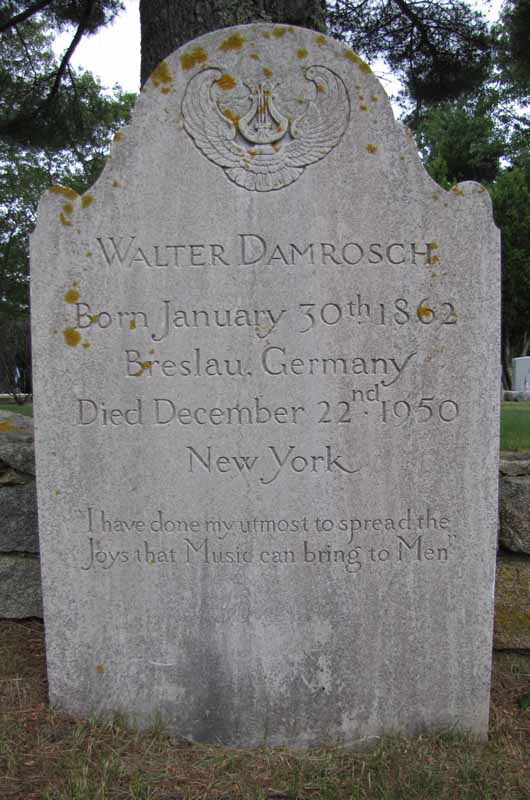 WALTER DAMROSCH
Born January 30th 1862
Breslau, Germany
Died December 22nd 1950
New York
"I have done my utmost to spread the
Joys that Music can bring to Men"